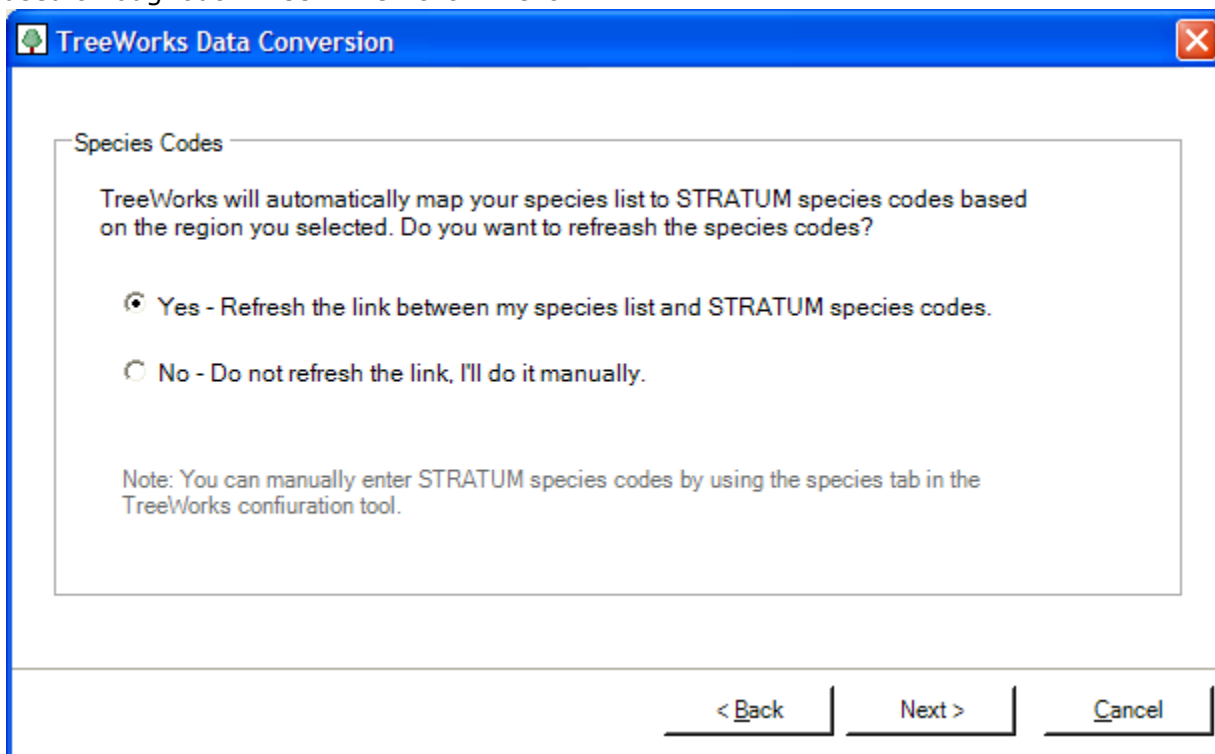 TreeWorks Data Conversion
Species Codes
TreeWorks will automatically map your species list to STRATUM species codes based
on the region you selected. Do you want to refreash the species codes?
Yes - Refresh the link between my species list and STRATUM species codes.
No - Do not refresh the link, I'll do it manually.
Note: You can manually enter STRATUM species codes by using the species tab in the
TreeWorks confiuration tool.
< Back Next > Cancel